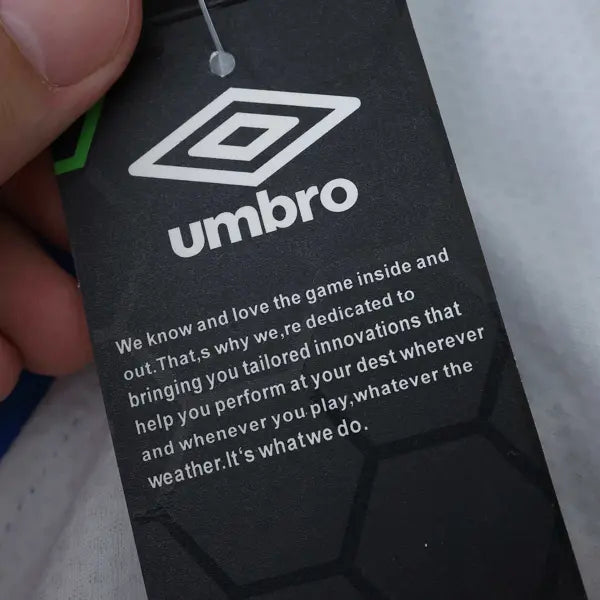 umbro
We know and love the game inside and
out.That,s why we,re dedicated to
bringing you tailored innovations that
help you perform at your dest wherever
and whenever you play,whatever the
weather.It's whatwe do.